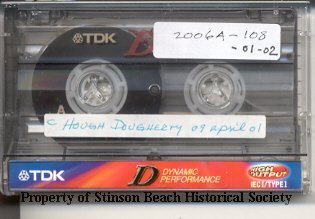 TDK
D
2006A-108
-01-02
A
C HOUGH DOUGHERTY 09 april 01
TDK
D DYNAMIC PERFORMANCE
HIGH OUTPUT
IECI/TYPE I
Property of Stinson Beach Historical Society